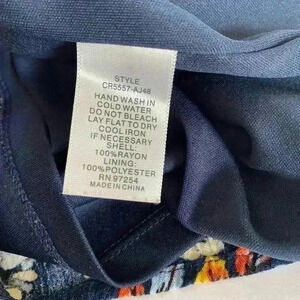 STYLE
CR5557-AJ48
HAND WASH IN
COLD WATER
DO NOT BLEACH
LAY FLAT TO DRY
COOL IRON
IF NECESSARY
SHELL:
100%RAYON
LINING:
100%POLYESTER
RN 97254
MADE IN CHINA